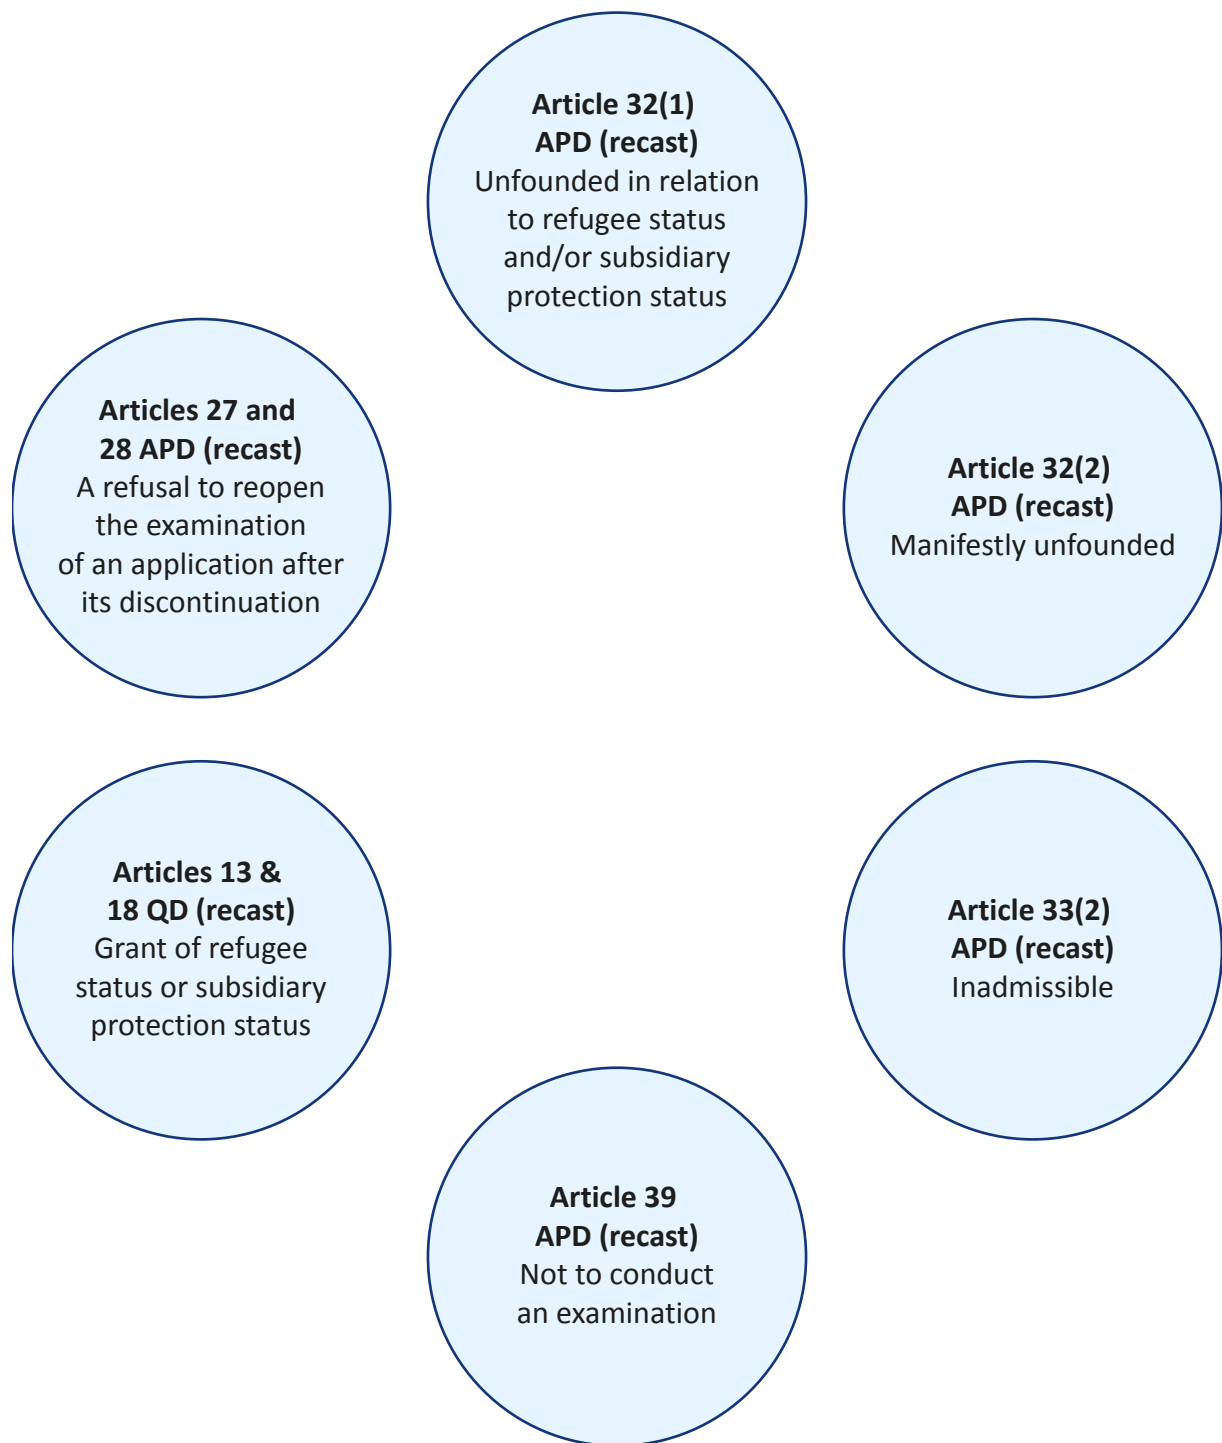 Article 32(1)
APD (recast)
Unfounded in relation
to refugee status
and/or subsidiary
protection status
Article 32(2)
APD (recast)
Manifestly unfounded
Article 33(2)
APD (recast)
Inadmissible
Article 39
APD (recast)
Not to conduct
an examination
Articles 13 &
18 QD (recast)
Grant of refugee
status or subsidiary
protection status
Articles 27 and
28 APD (recast)
A refusal to reopen
the examination
of an application after
its discontinuation